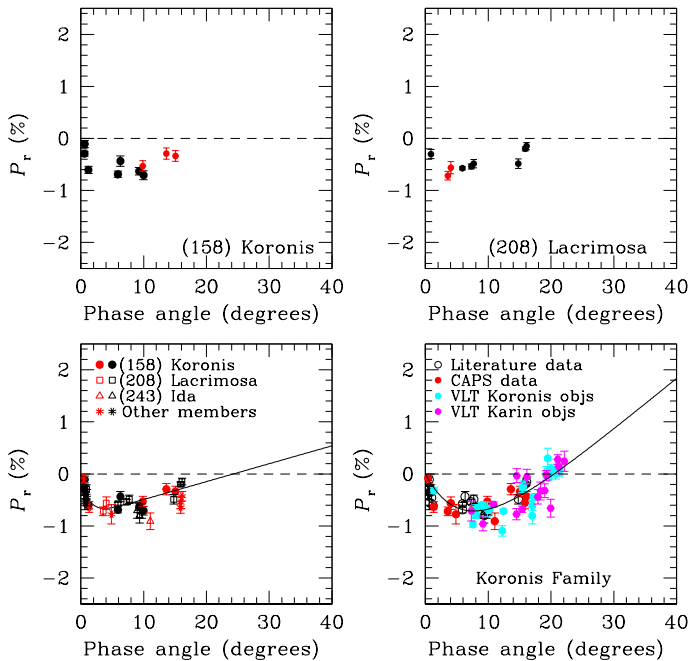 2
1
0
−1
−2
P_r (%)
(158) Koronis
0 10 20 30 40
Phase angle (degrees)
2
1
0
−1
−2
P_r (%)
(208) Lacrimosa
0 10 20 30 40
Phase angle (degrees)
2
1
0
−1
−2
P_r (%)
(158) Koronis
(208) Lacrimosa
(243) Ida
Other members
0 10 20 30 40
Phase angle (degrees)
2
1
0
−1
−2
P_r (%)
Literature data
CAPS data
VLT Koronis objs
VLT Karin objs
Koronis Family
0 10 20 30 40
Phase angle (degrees)